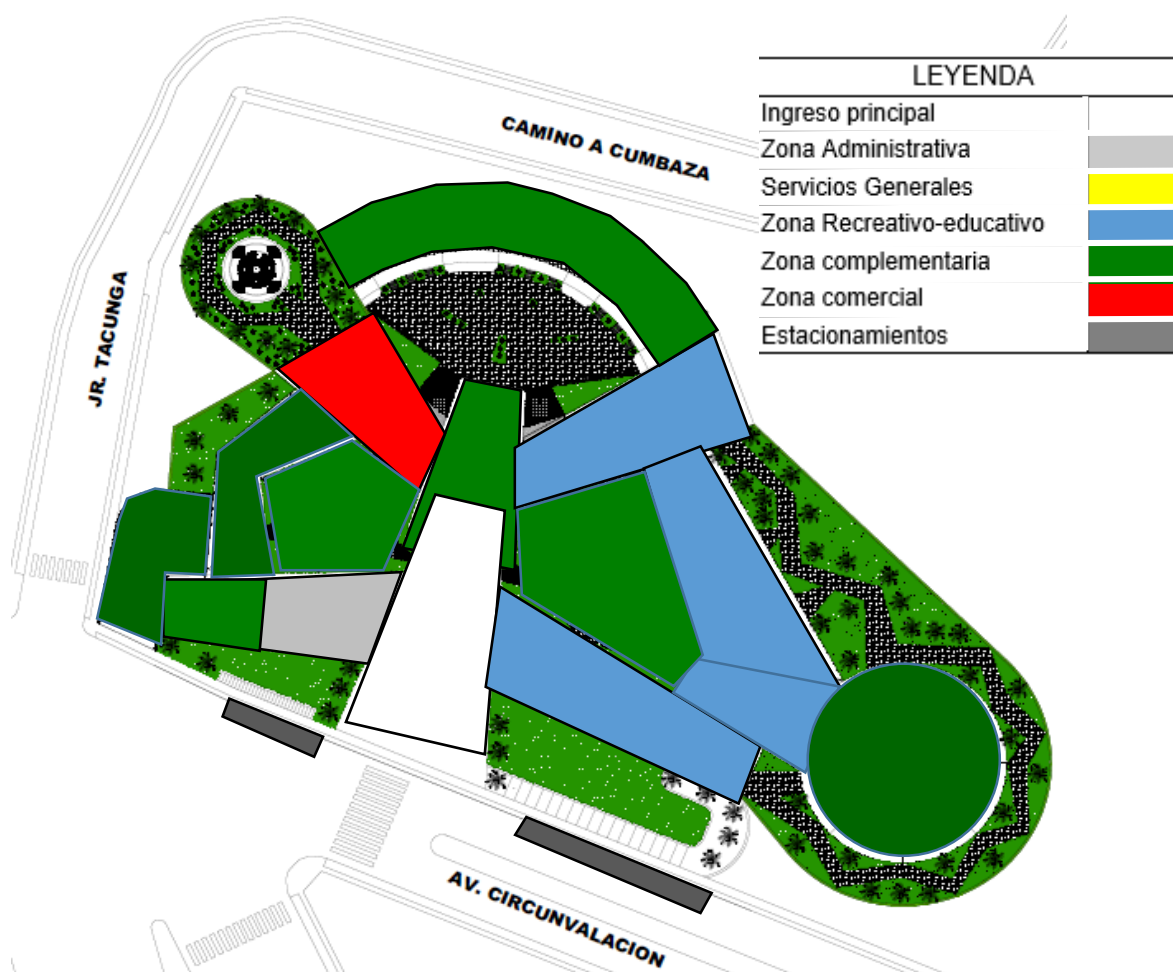 CAMINO A CUMBAZA
LEYENDA
Ingreso principal
Zona Administrativa
Servicios Generales
Zona Recreativo-educativo
Zona complementaria
Zona comercial
Estacionamientos
JR. TACUNGA
AV. CIRCUNVALACION